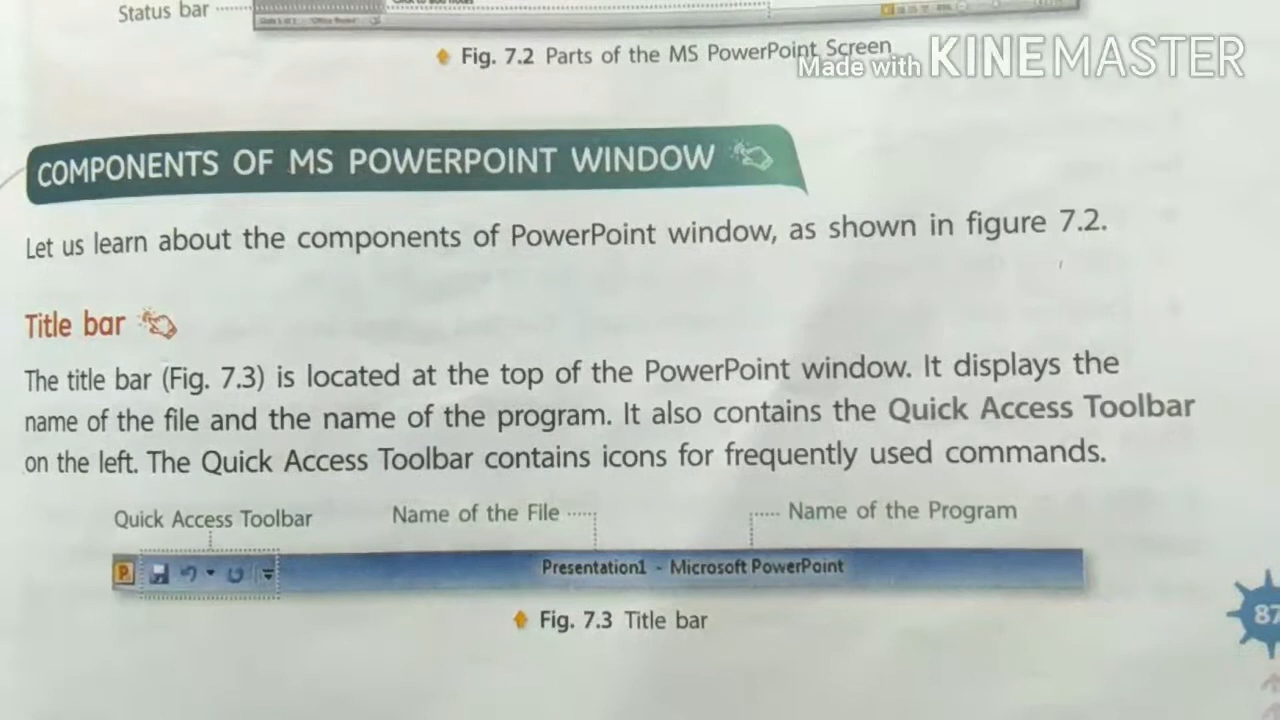 Status bar
Fig. 7.2 Parts of the MS PowerPoint Screen
Made with KINEMASTER
COMPONENTS OF MS POWERPOINT WINDOW
Let us learn about the components of PowerPoint window, as shown in figure 7.2.
Title bar
The title bar (Fig. 7.3) is located at the top of the PowerPoint window. It displays the
name of the file and the name of the program. It also contains the Quick Access Toolbar
on the left. The Quick Access Toolbar contains icons for frequently used commands.
Quick Access Toolbar
Name of the File
Name of the Program
Presentation1 - Microsoft PowerPoint
Fig. 7.3 Title bar
87